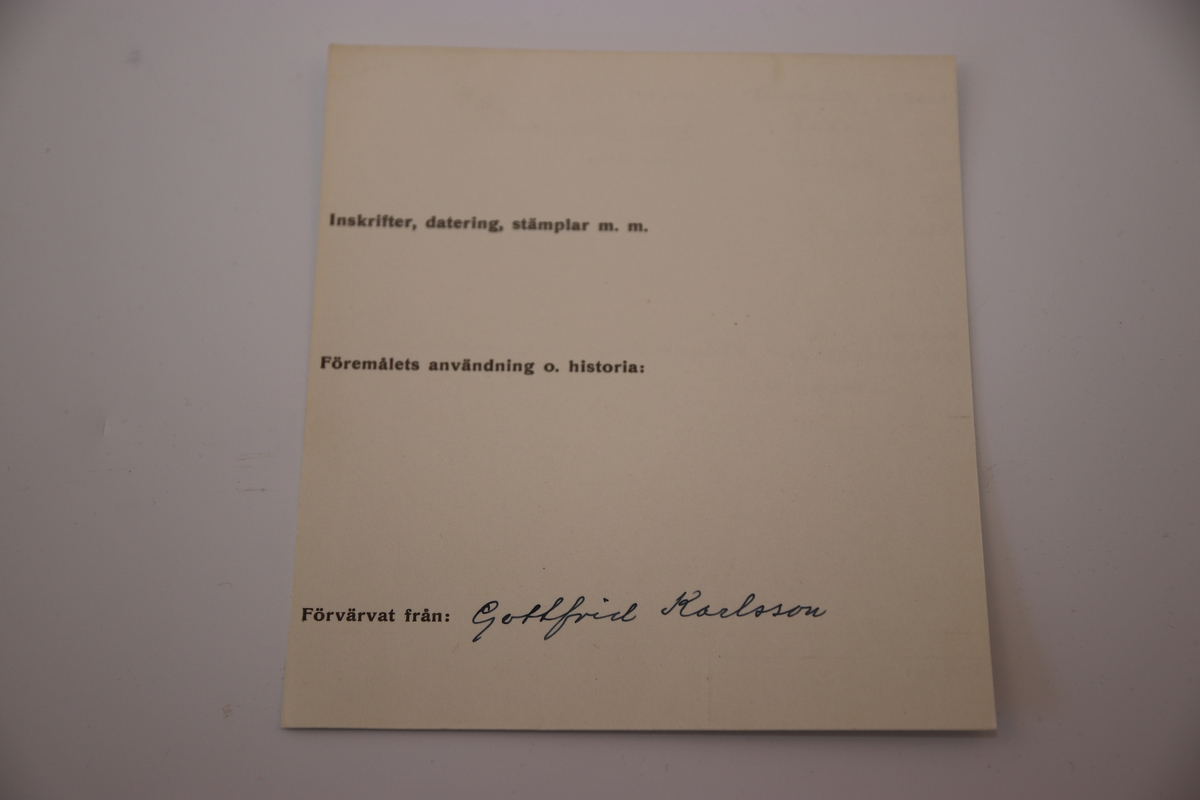 Inskrifter, datering, stämplar m. m.
Föremålets användning o. historia:
Förvärvat från: Gottfrid Karlsson